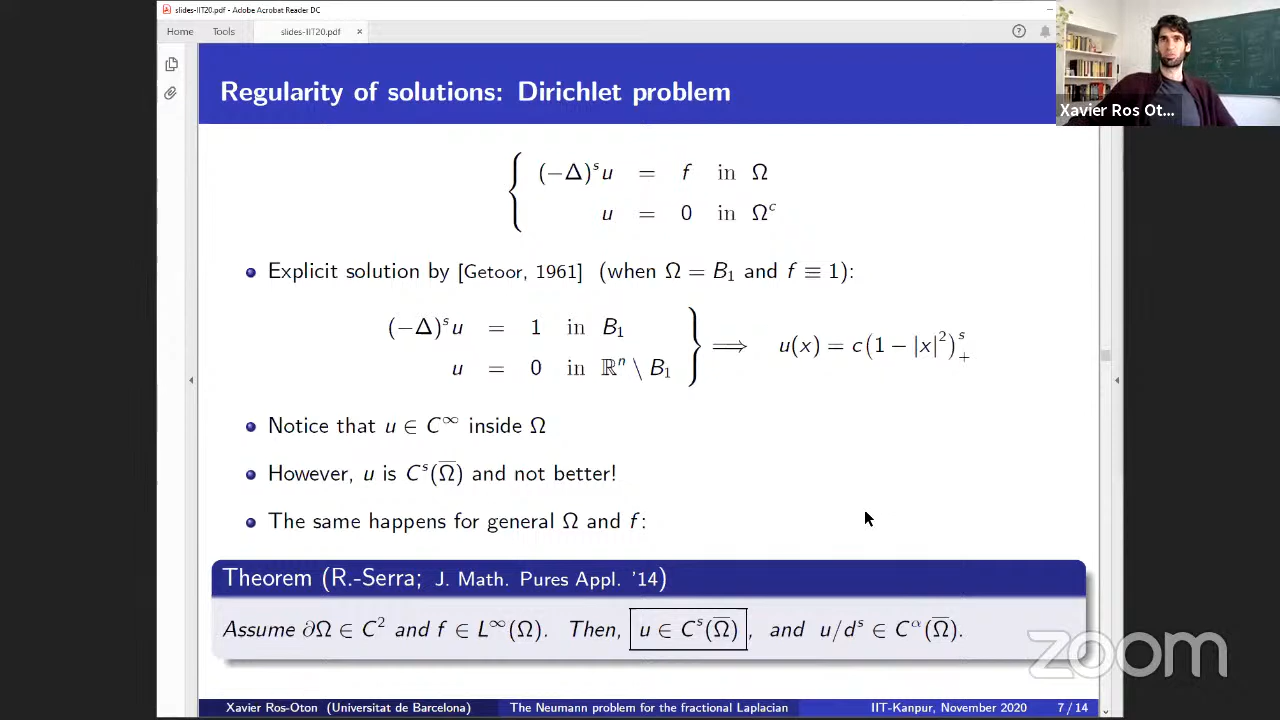 slides-IIT20.pdf - Adobe Acrobat Reader DC
Home Tools slides-IIT20.pdf ×
Regularity of solutions: Dirichlet problem
Xavier Ros Ot...
(−Δ)^s u = f in Ω
u = 0 in Ω^c
Explicit solution by [Getoor, 1961] (when Ω = B₁ and f ≡ 1):
(−Δ)^s u = 1 in B₁
u = 0 in ℝⁿ \ B₁
⟹ u(x) = c(1 − |x|²)₊^s
Notice that u ∈ C^∞ inside Ω
However, u is C^s(Ω̅) and not better!
The same happens for general Ω and f:
Theorem (R.-Serra; J. Math. Pures Appl. '14)
Assume ∂Ω ∈ C² and f ∈ L^∞(Ω). Then, u ∈ C^s(Ω̅), and u/d^s ∈ C^α(Ω̅).
zoom
Xavier Ros-Oton (Universitat de Barcelona) The Neumann problem for the fractional Laplacian IIT-Kanpur, November 2020 7 / 14